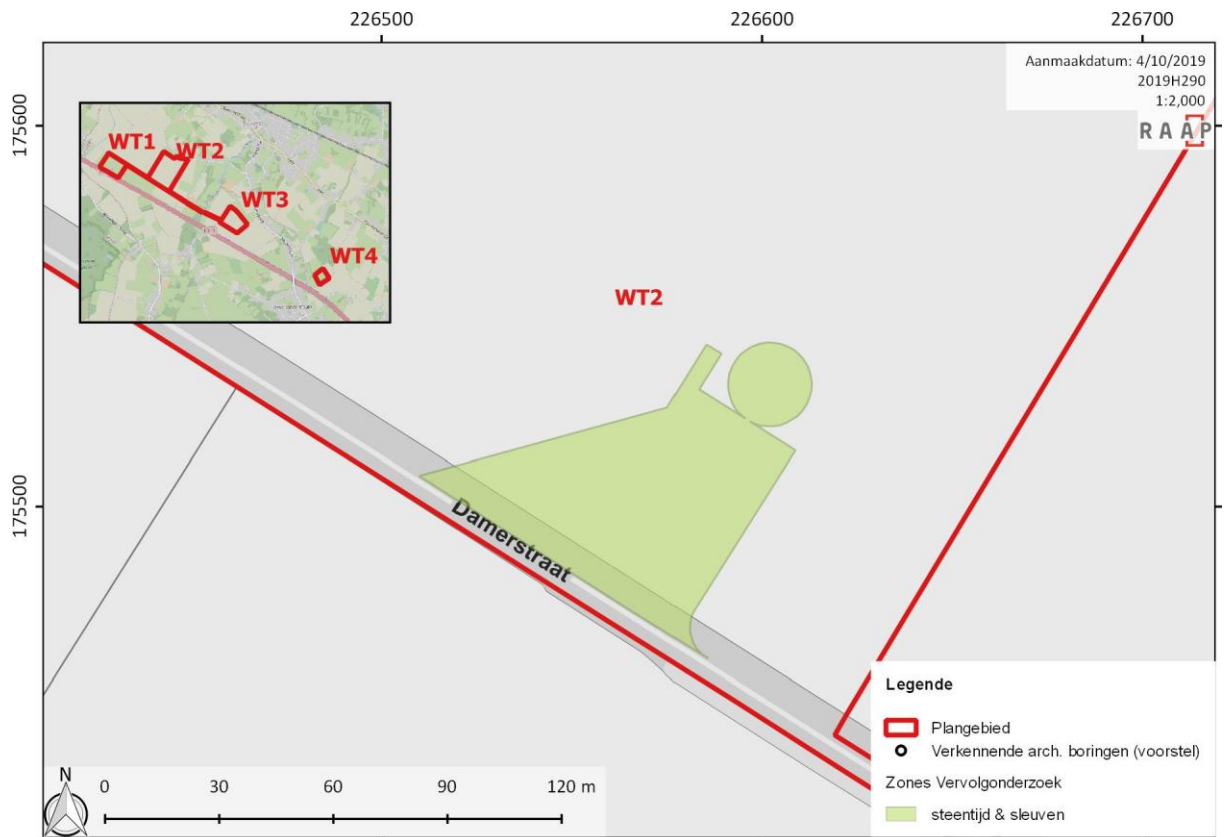 226500
226600
226700
Aanmaakdatum: 4/10/2019
2019H290
1:2,000
RAAP
175600
175500
WT1
WT2
WT3
WT4
WT2
Damerstraat
N
0 30 60 90 120 m
Legende
Plangebied
Verkennende arch. boringen (voorstel)
Zones Vervolgonderzoek
steentijd & sleuven